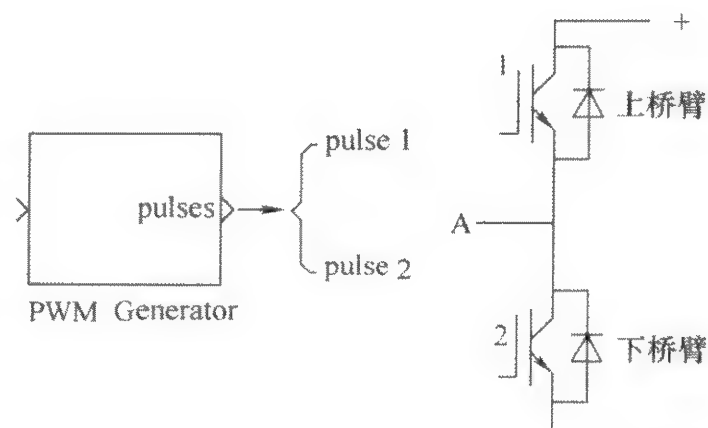 pulses
PWM Generator
pulse 1
pulse 2
+
1
上桥臂
A
2
下桥臂